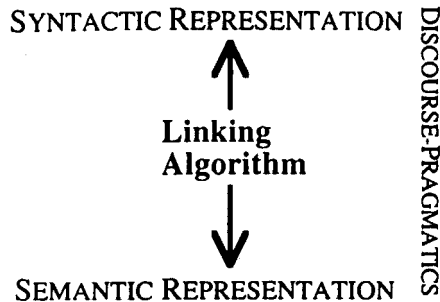 SYNTACTIC REPRESENTATION
Linking
Algorithm
SEMANTIC REPRESENTATION
DISCOURSE-PRAGMATICS